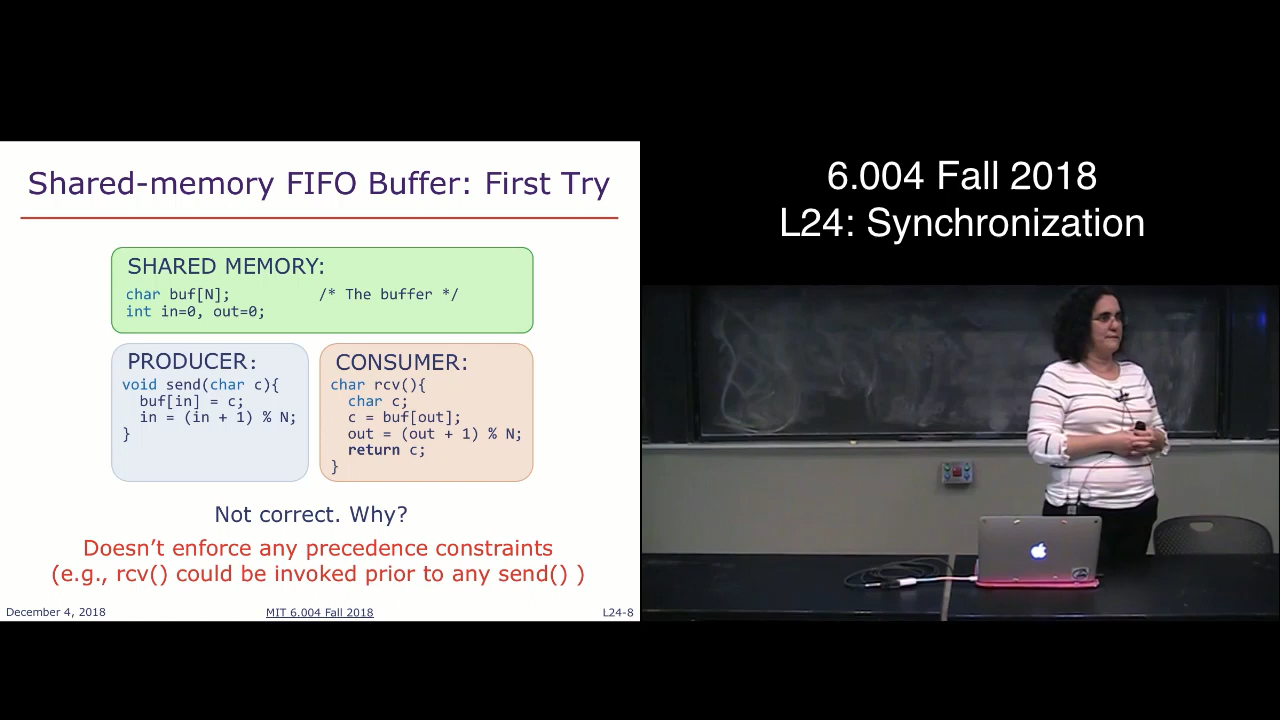 Shared-memory FIFO Buffer: First Try
SHARED MEMORY:
char buf[N]; /* The buffer */
int in=0, out=0;
PRODUCER:
void send(char c){
buf[in] = c;
in = (in + 1) % N;
}
CONSUMER:
char rcv(){
char c;
c = buf[out];
out = (out + 1) % N;
return c;
}
Not correct. Why?
Doesn't enforce any precedence constraints
(e.g., rcv() could be invoked prior to any send() )
December 4, 2018
MIT 6.004 Fall 2018
L24-8
6.004 Fall 2018
L24: Synchronization